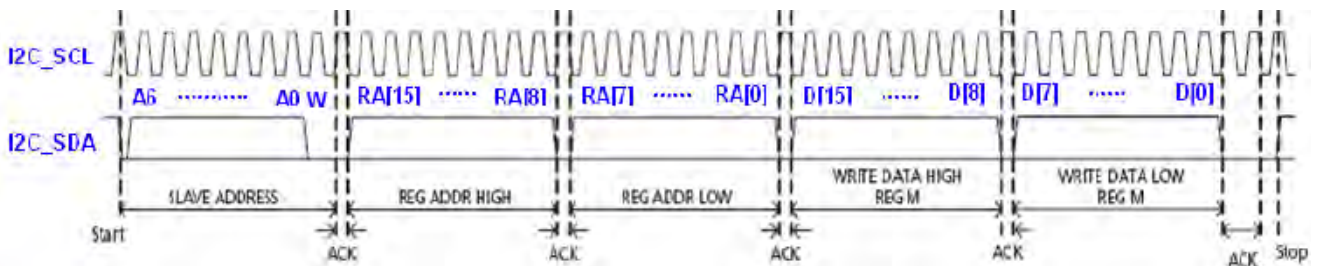 I2C_SCL
A6 ·········· A0 W RA[15] ······ RA[8] RA[7] ······ RA[0] D[15] ······ D[8] D[7] ······ D[0]
I2C_SDA
SLAVE ADDRESS REG ADDR HIGH REG ADDR LOW WRITE DATA HIGH REG M WRITE DATA LOW REG M
Start ACK ACK ACK ACK ACK Stop